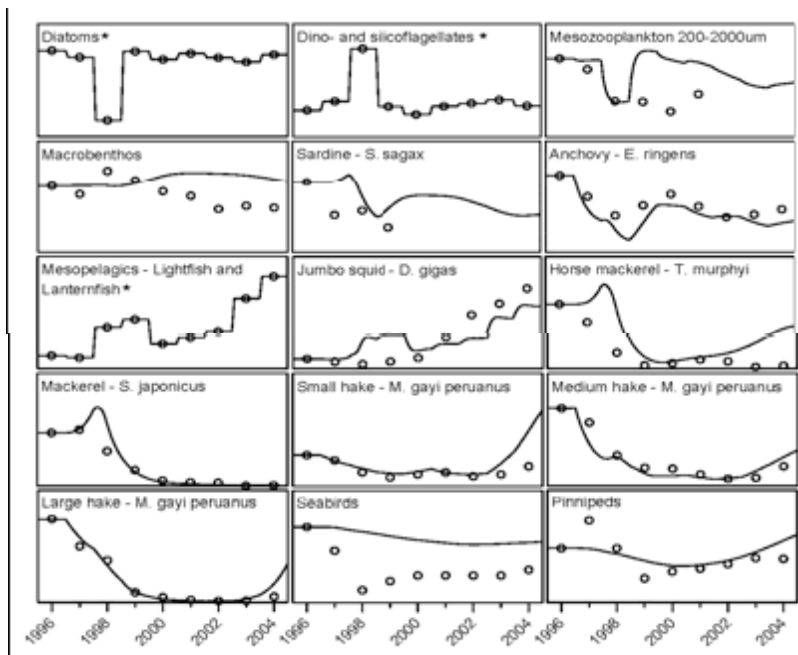 Diatoms*
Dino- and silicoflagellates *
Mesozooplankton 200-2000um
Macrobenthos
Sardine - S. sagax
Anchovy - E. ringens
Mesopelagics - Lightfish and
Lanternfish*
Jumbo squid - D. gigas
Horse mackerel - T. murphyi
Mackerel - S. japonicus
Small hake - M. gayi peruanus
Medium hake - M. gayi peruanus
Large hake - M. gayi peruanus
Seabirds
Pinnipeds
1996 1998 2000 2002 2004 1996 1998 2000 2002 2004 1996 1998 2000 2002 2004